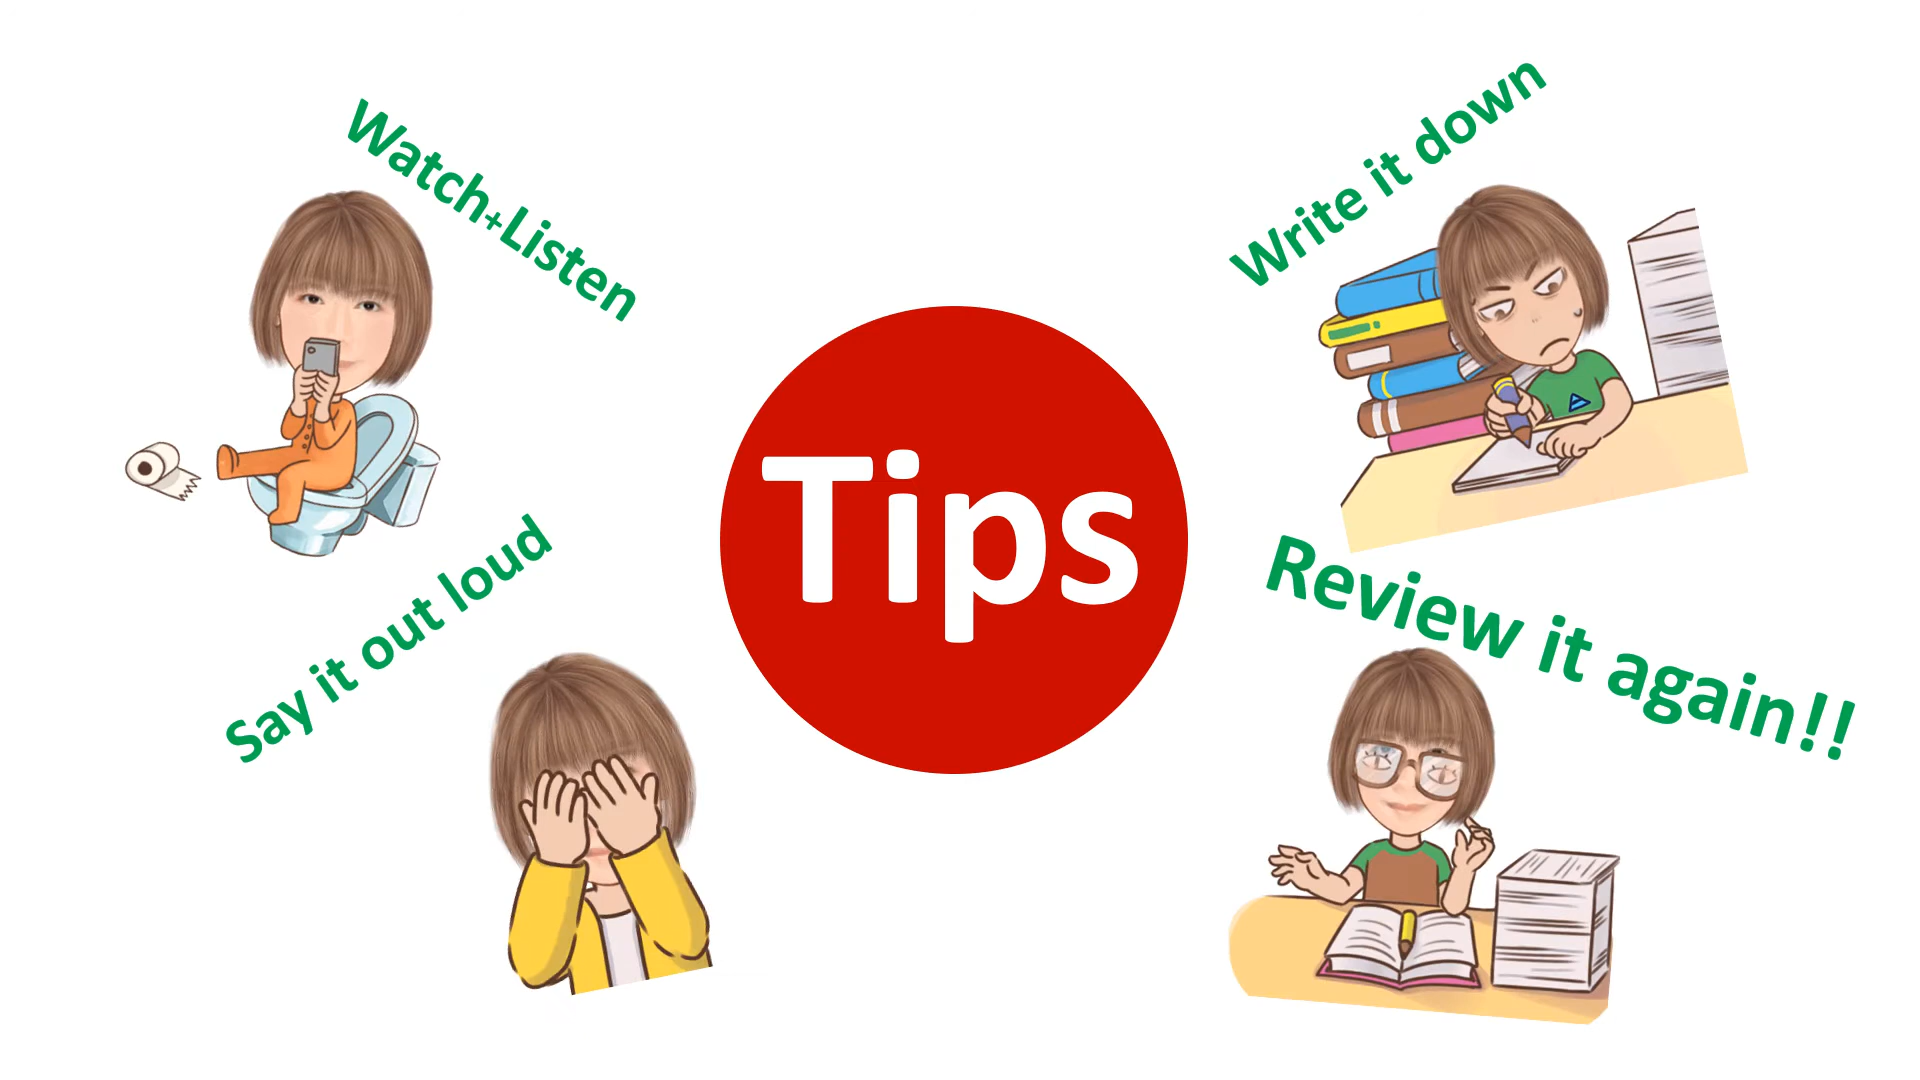 Watch+Listen
Write it down
Tips
Say it out loud
Review it again!!